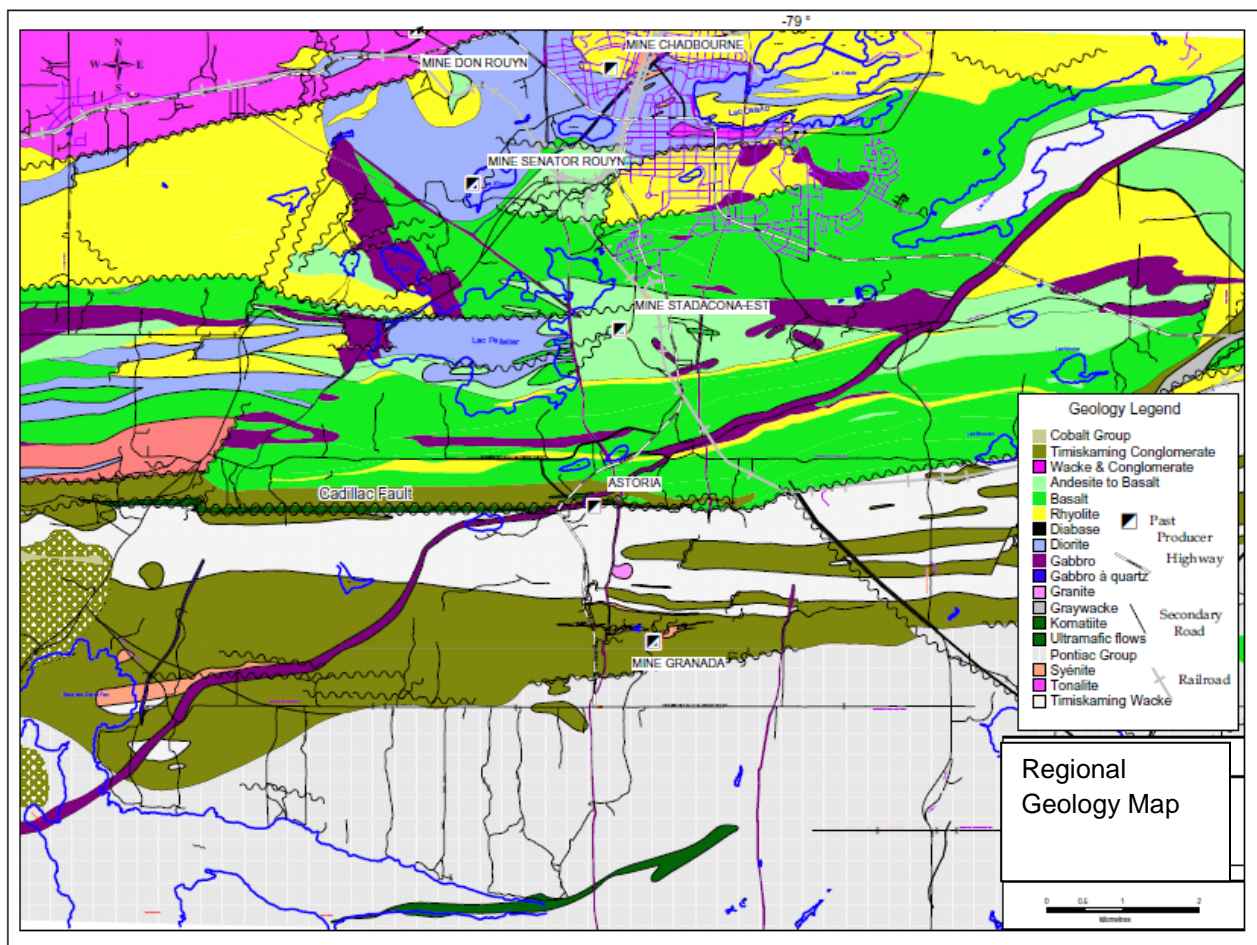 -79 °
N
W E
S
MINE CHADBOURNE
MINE DON ROUYN
MINE SENATOR ROUYN
MINE STADACONA-EST
Lac Pelletier
ASTORIA
Cadillac Fault
MINE GRANADA
Geology Legend
Cobalt Group
Timiskaming Conglomerate
Wacke & Conglomerate
Andesite to Basalt
Basalt
Rhyolite
Diabase
Diorite
Gabbro
Gabbro à quartz
Granite
Graywacke
Komatiite
Ultramafic flows
Pontiac Group
Syénite
Tonalite
Timiskaming Wacke
Past
Producer
Highway
Secondary
Road
Railroad
Regional
Geology Map
0 0.5 1 2
kilometres